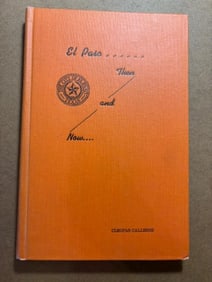 El Paso......
Then
and
Now....
CLEOFAS CALLEROS